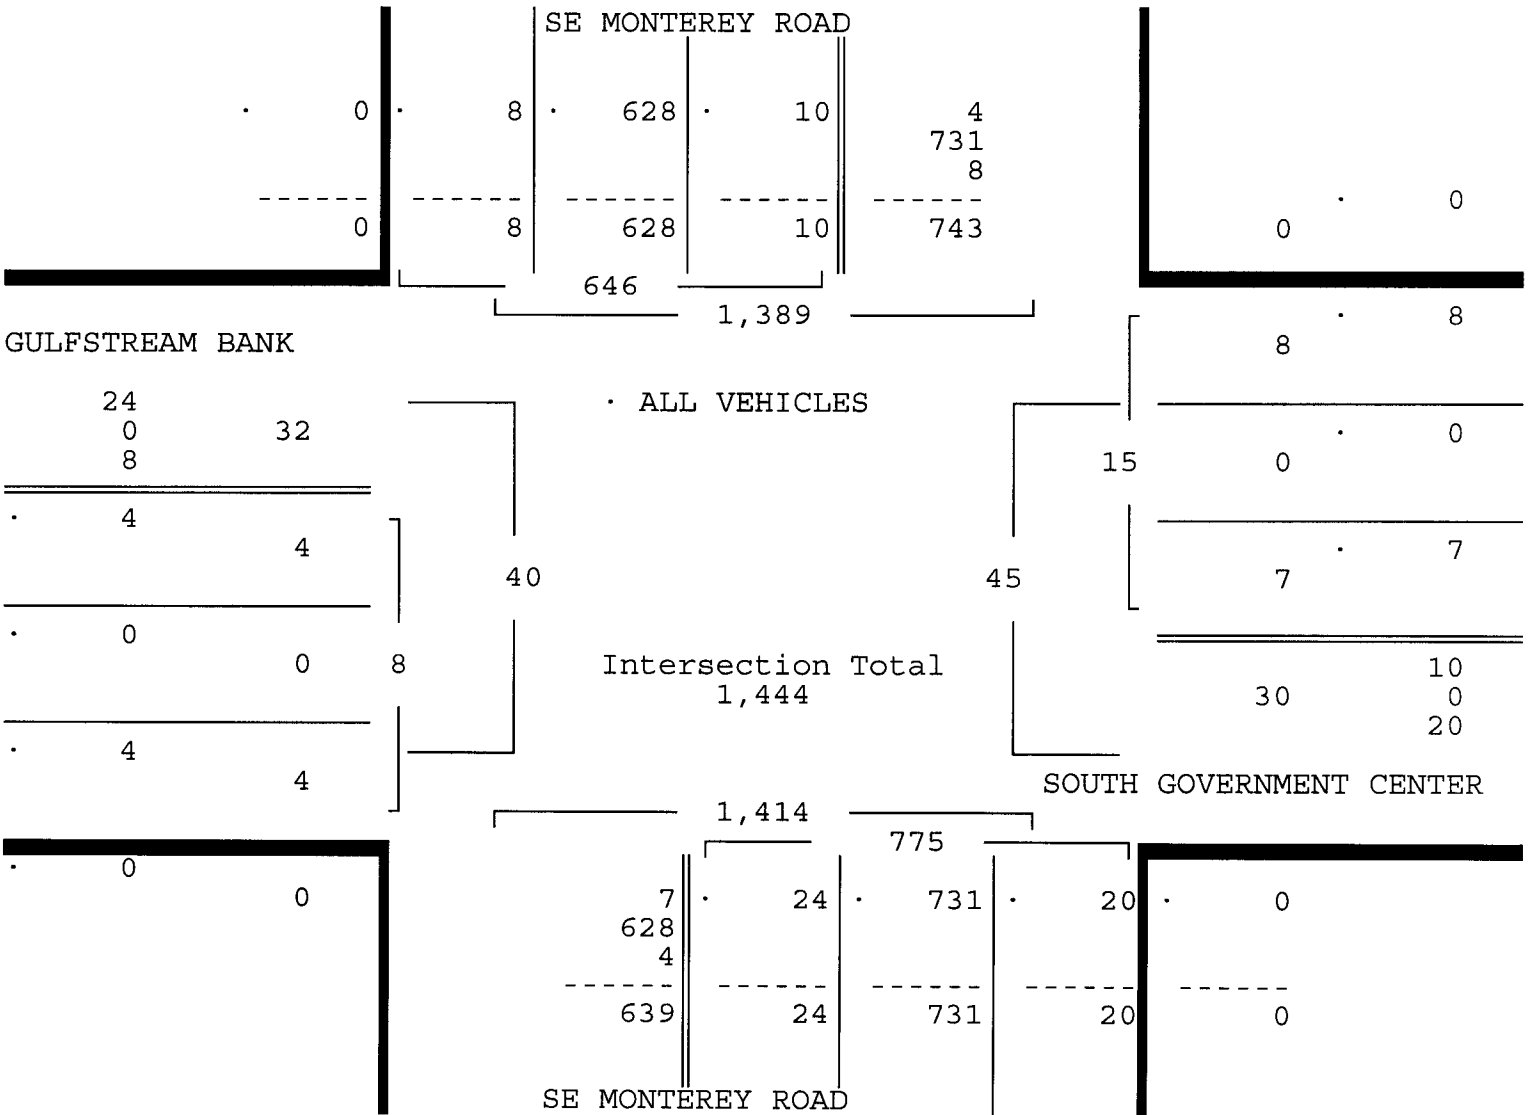 SE MONTEREY ROAD
· 0 · 8 · 628 · 10 4
731
8
------ ------ ------ ------ ------ · 0
0 8 628 10 743 0
646
1,389 · 8
GULFSTREAM BANK 8
24 · ALL VEHICLES
0 32 · 0
8 15 0
· 4
4 · 7
40 45 7
· 0
0 8 Intersection Total 10
1,444 30 0
20
· 4
4 SOUTH GOVERNMENT CENTER
1,414
775
· 0
0 7 · 24 · 731 · 20 · 0
628
4
------ ------ ------ ------ ------
639 24 731 20 0
SE MONTEREY ROAD